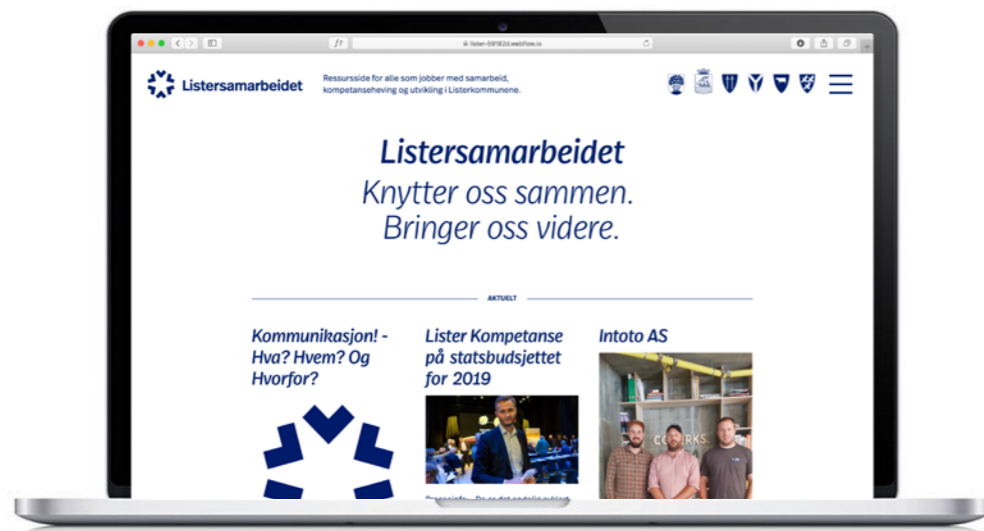 lister-59182d.webflow.io
Listersamarbeidet
Ressursside for alle som jobber med samarbeid,
kompetanseheving og utvikling i Listerkommunene.
Listersamarbeidet
Knytter oss sammen.
Bringer oss videre.
AKTUELT
Kommunikasjon! -
Hva? Hvem? Og
Hvorfor?
Lister Kompetanse
på statsbudsjettet
for 2019
Intoto AS